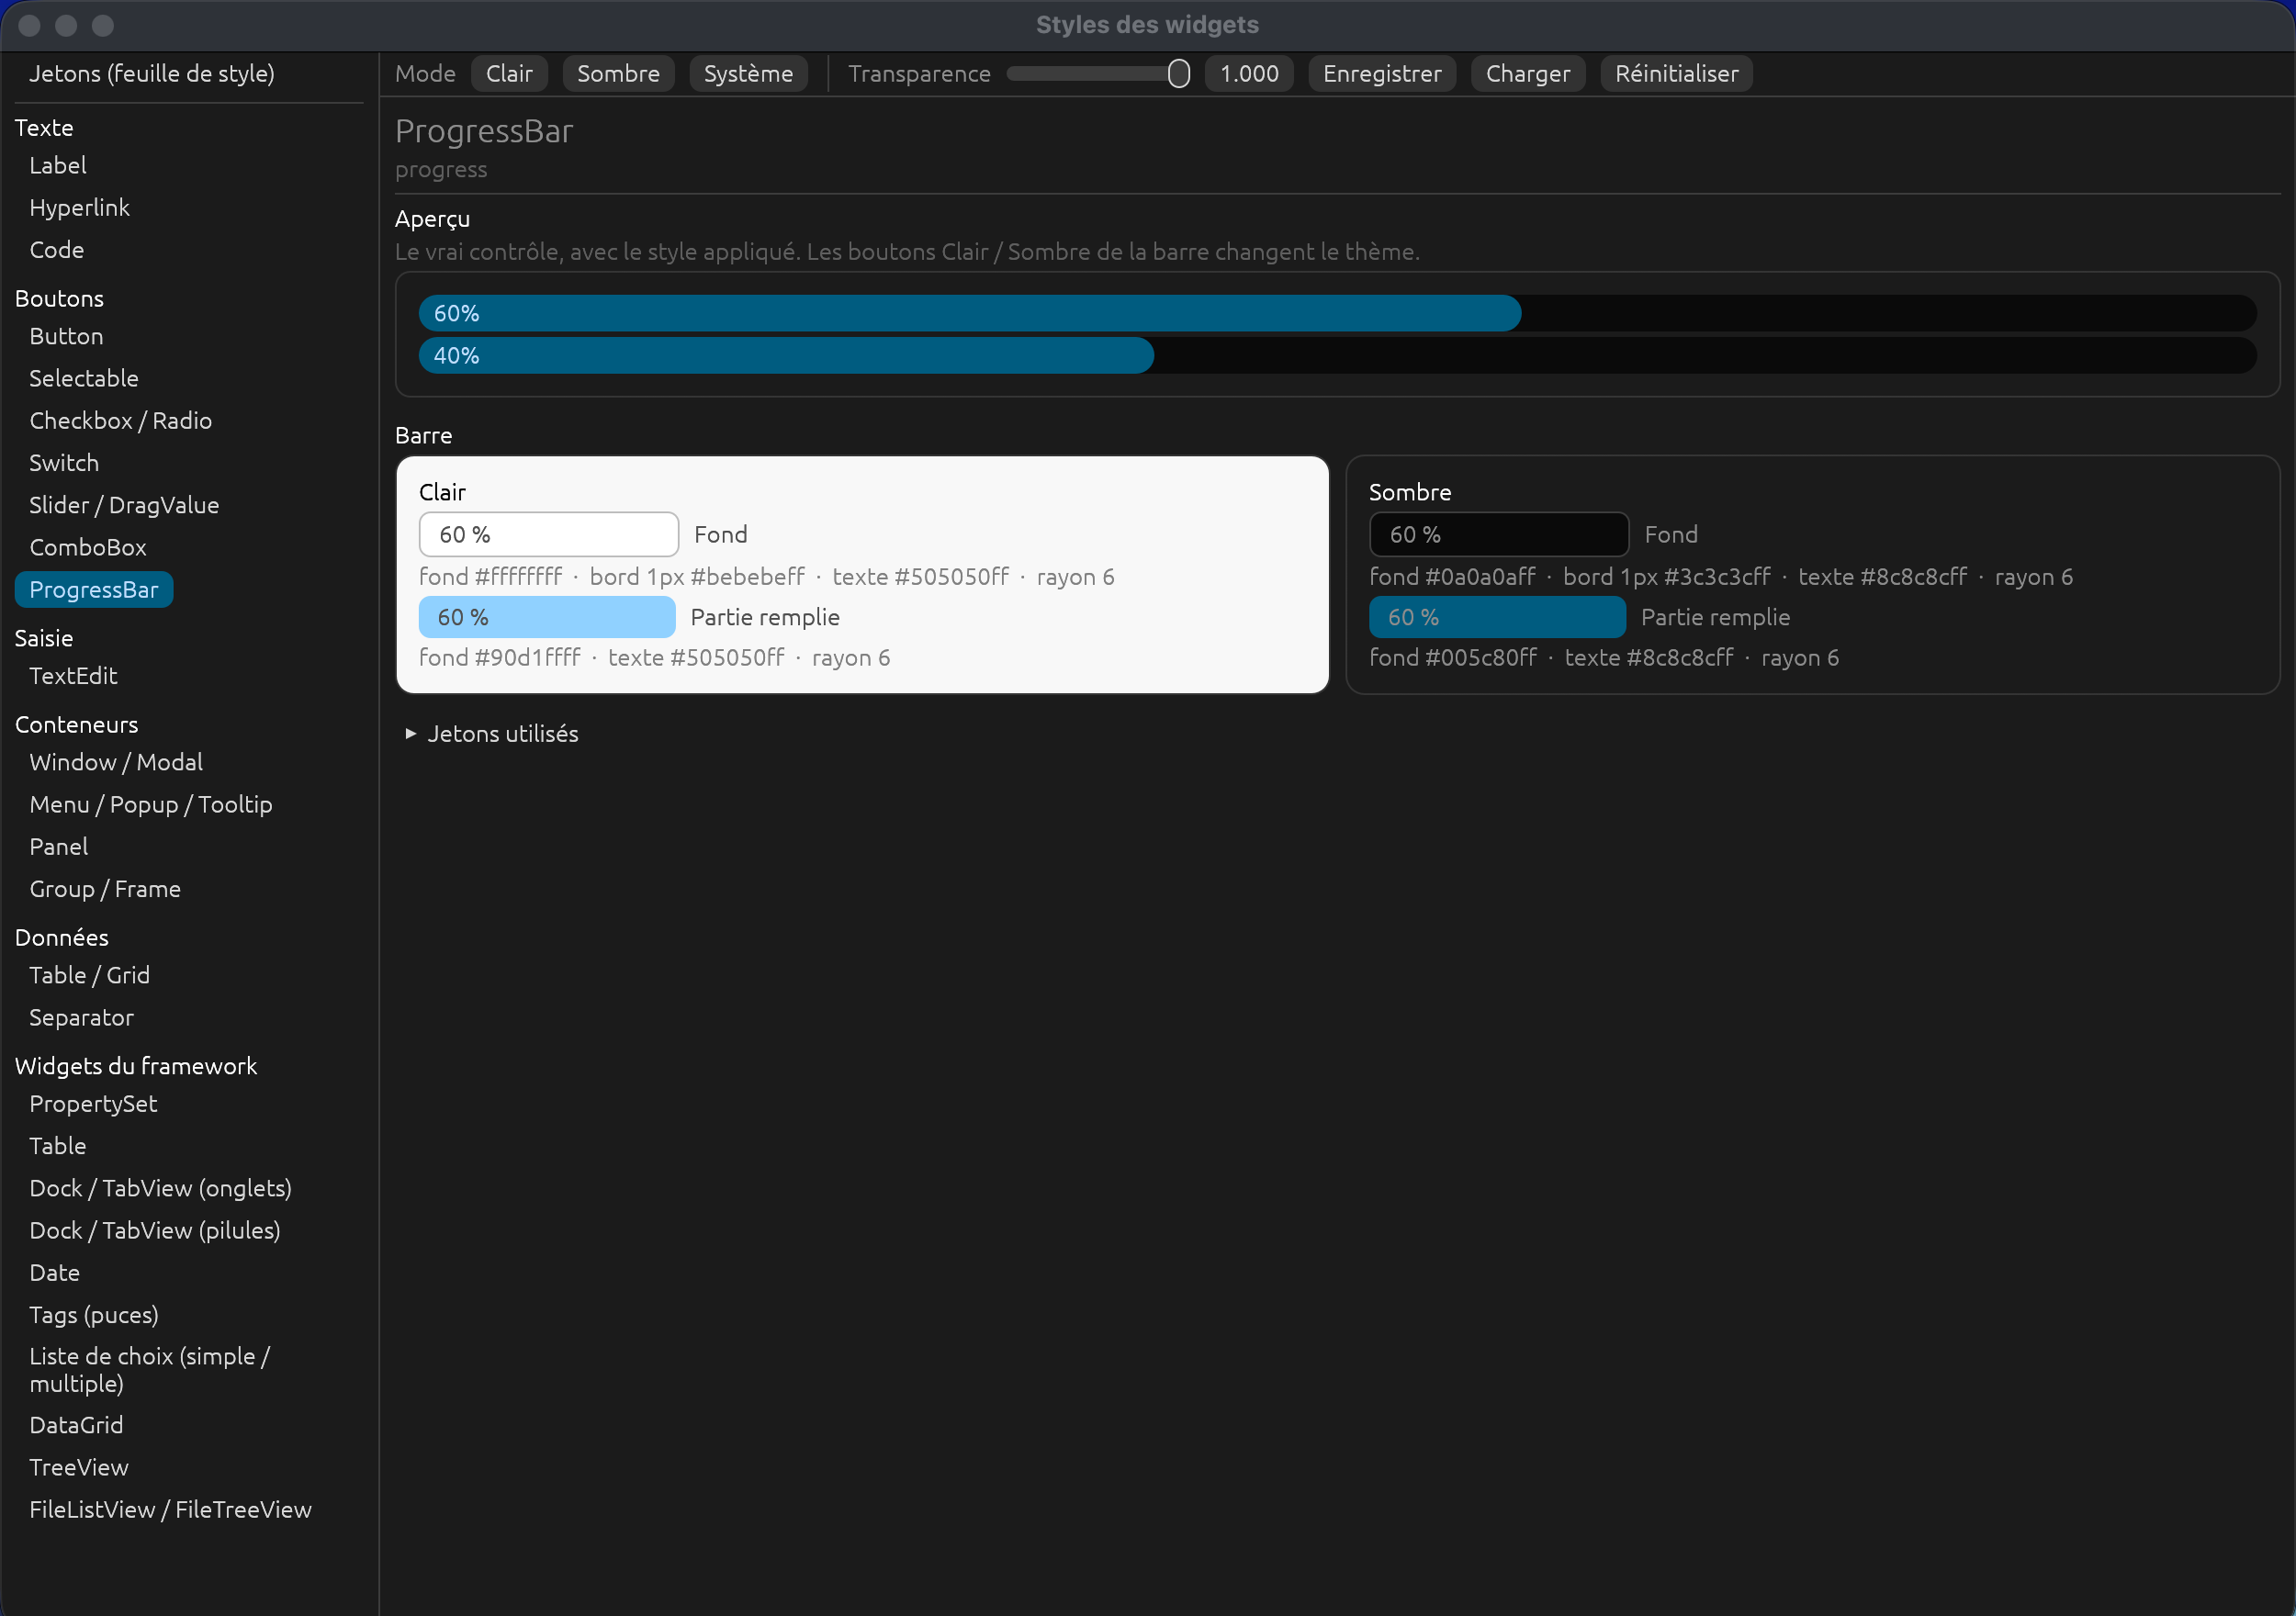 Styles des widgets
Mode Clair Sombre Système Transparence 1.000 Enregistrer Charger Réinitialiser
Jetons (feuille de style)
Texte
Label
Hyperlink
Code
Boutons
Button
Selectable
Checkbox / Radio
Switch
Slider / DragValue
ComboBox
ProgressBar
Saisie
TextEdit
Conteneurs
Window / Modal
Menu / Popup / Tooltip
Panel
Group / Frame
Données
Table / Grid
Separator
Widgets du framework
PropertySet
Table
Dock / TabView (onglets)
Dock / TabView (pilules)
Date
Tags (puces)
Liste de choix (simple /
multiple)
DataGrid
TreeView
FileListView / FileTreeView
ProgressBar
progress
Aperçu
Le vrai contrôle, avec le style appliqué. Les boutons Clair / Sombre de la barre changent le thème.
60%
40%
Barre
Clair
60 % Fond
fond #ffffffff · bord 1px #bebebeff · texte #505050ff · rayon 6
60 % Partie remplie
fond #90d1ffff · texte #505050ff · rayon 6
Sombre
60 % Fond
fond #0a0a0aff · bord 1px #3c3c3cff · texte #8c8c8cff · rayon 6
60 % Partie remplie
fond #005c80ff · texte #8c8c8cff · rayon 6
▶ Jetons utilisés